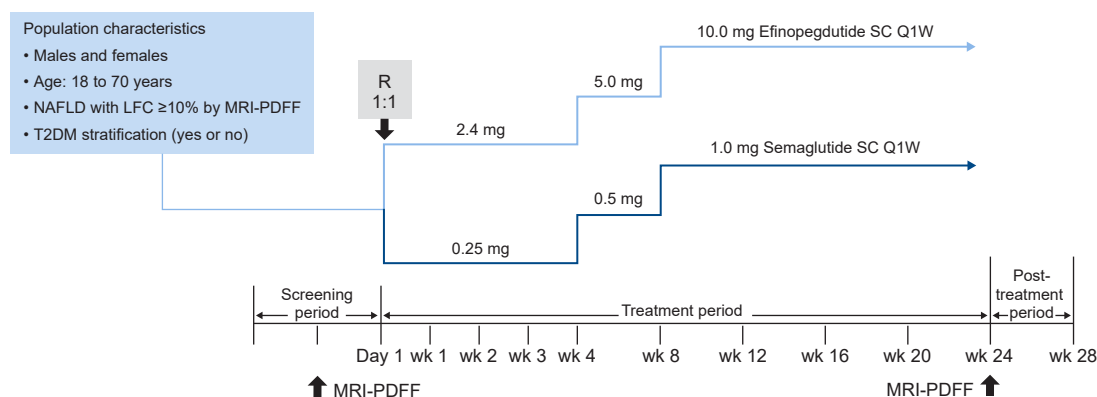 Population characteristics
• Males and females
• Age: 18 to 70 years
• NAFLD with LFC ≥10% by MRI-PDFF
• T2DM stratification (yes or no)
R
1:1
2.4 mg
5.0 mg
10.0 mg Efinopegdutide SC Q1W
0.25 mg
0.5 mg
1.0 mg Semaglutide SC Q1W
Screening
period
Treatment period
Post-
treatment
period
Day 1 wk 1 wk 2 wk 3 wk 4 wk 8 wk 12 wk 16 wk 20 wk 24 wk 28
MRI-PDFF
MRI-PDFF